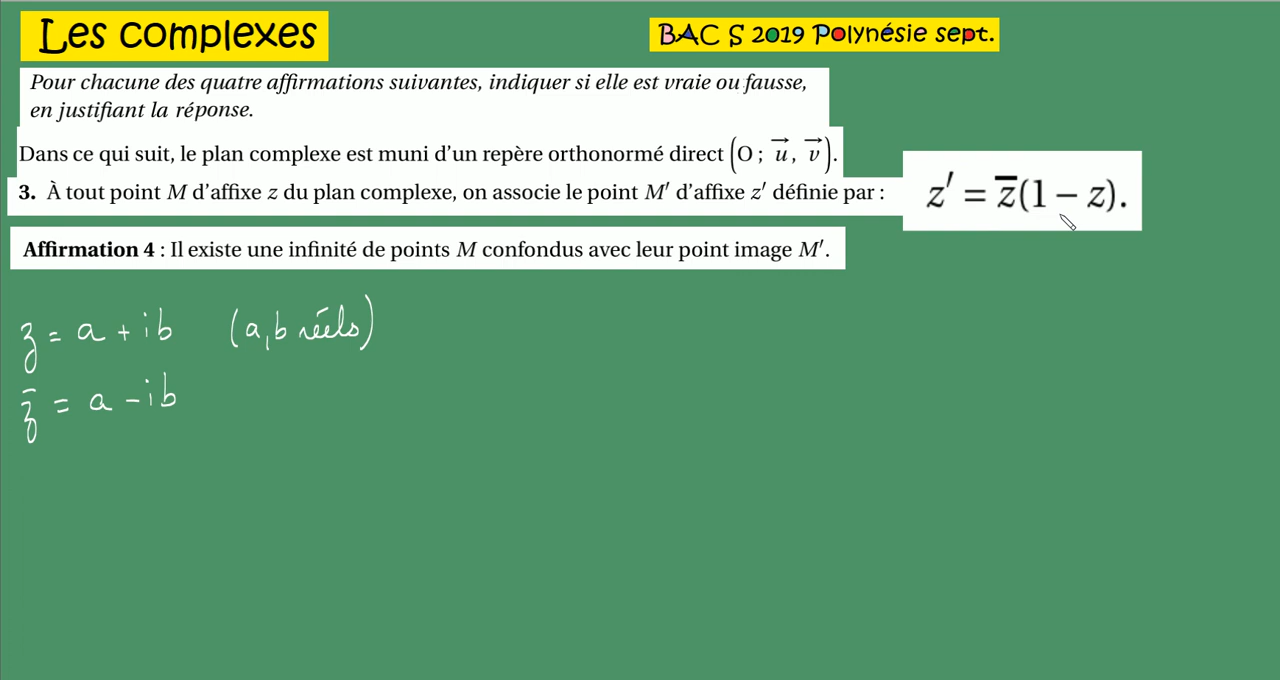 Les complexes
BAC S 2019 Polynésie sept.
Pour chacune des quatre affirmations suivantes, indiquer si elle est vraie ou fausse,
en justifiant la réponse.
Dans ce qui suit, le plan complexe est muni d'un repère orthonormé direct (O ; u⃗, v⃗).
3. À tout point M d'affixe z du plan complexe, on associe le point M′ d'affixe z′ définie par :
z′ = z̅(1 − z).
Affirmation 4 : Il existe une infinité de points M confondus avec leur point image M′.
z = a + ib (a, b réels)
z̅ = a − ib